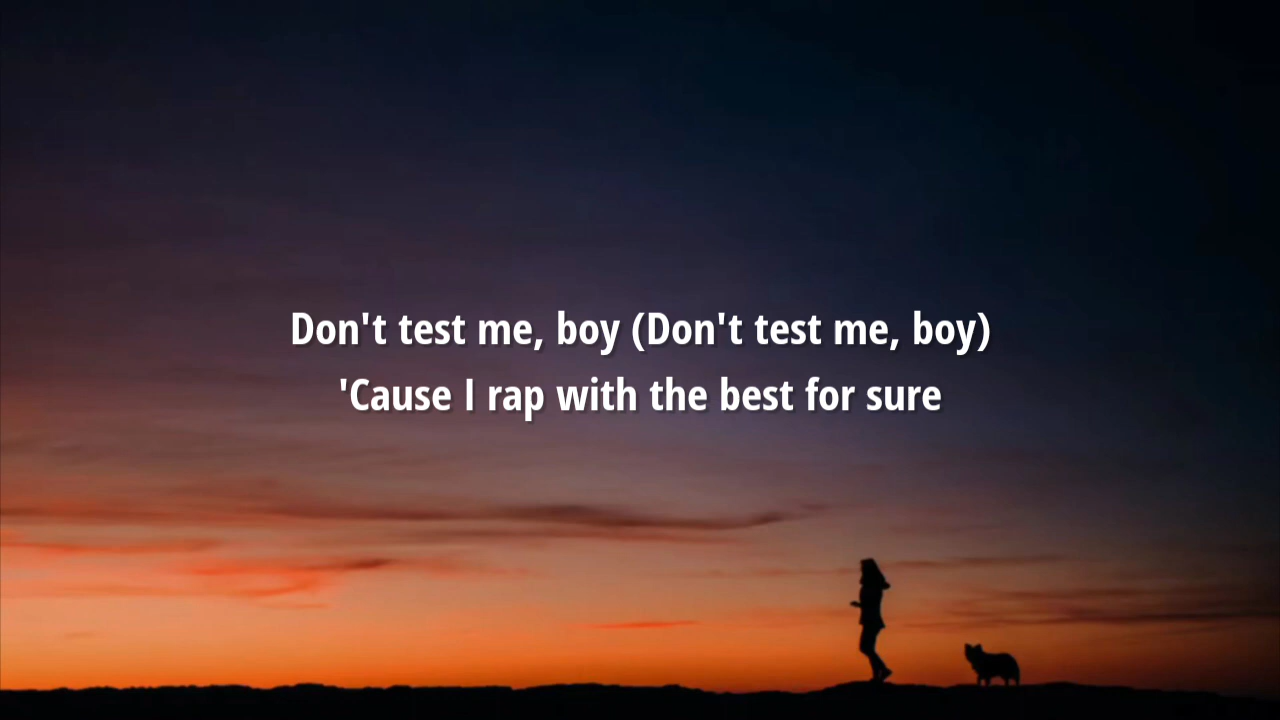 Don't test me, boy (Don't test me, boy)
'Cause I rap with the best for sure